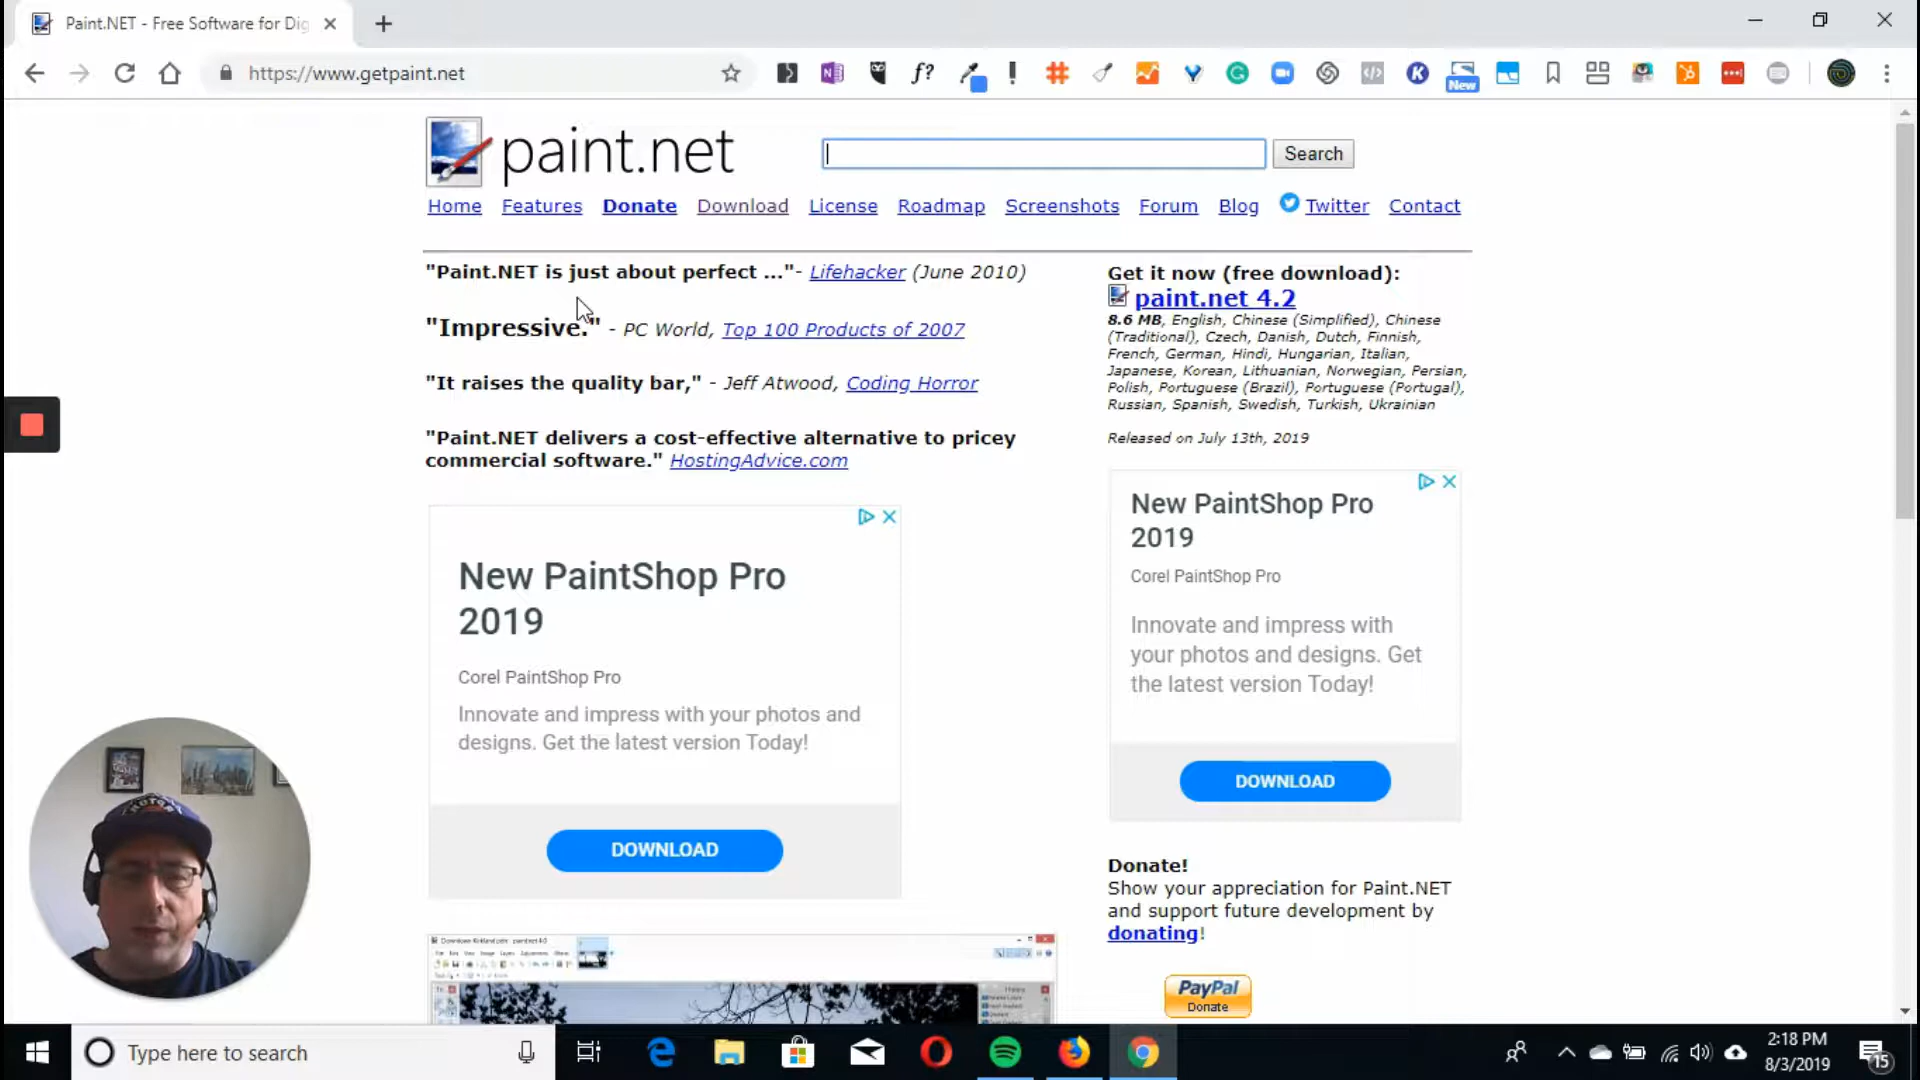 Paint.NET - Free Software for Dig
https://www.getpaint.net
f?
New
paint.net
Search
Home Features Donate Download License Roadmap Screenshots Forum Blog Twitter Contact
"Paint.NET is just about perfect ..."- Lifehacker (June 2010)
"Impressive." - PC World, Top 100 Products of 2007
"It raises the quality bar," - Jeff Atwood, Coding Horror
"Paint.NET delivers a cost-effective alternative to pricey
commercial software." HostingAdvice.com
Get it now (free download):
paint.net 4.2
8.6 MB, English, Chinese (Simplified), Chinese
(Traditional), Czech, Danish, Dutch, Finnish,
French, German, Hindi, Hungarian, Italian,
Japanese, Korean, Lithuanian, Norwegian, Persian,
Polish, Portuguese (Brazil), Portuguese (Portugal),
Russian, Spanish, Swedish, Turkish, Ukrainian
Released on July 13th, 2019
New PaintShop Pro
2019
Corel PaintShop Pro
Innovate and impress with your photos and
designs. Get the latest version Today!
DOWNLOAD
New PaintShop Pro
2019
Corel PaintShop Pro
Innovate and impress with
your photos and designs. Get
the latest version Today!
DOWNLOAD
Donate!
Show your appreciation for Paint.NET
and support future development by
donating!
PayPal
Donate
Type here to search
2:18 PM
8/3/2019
15